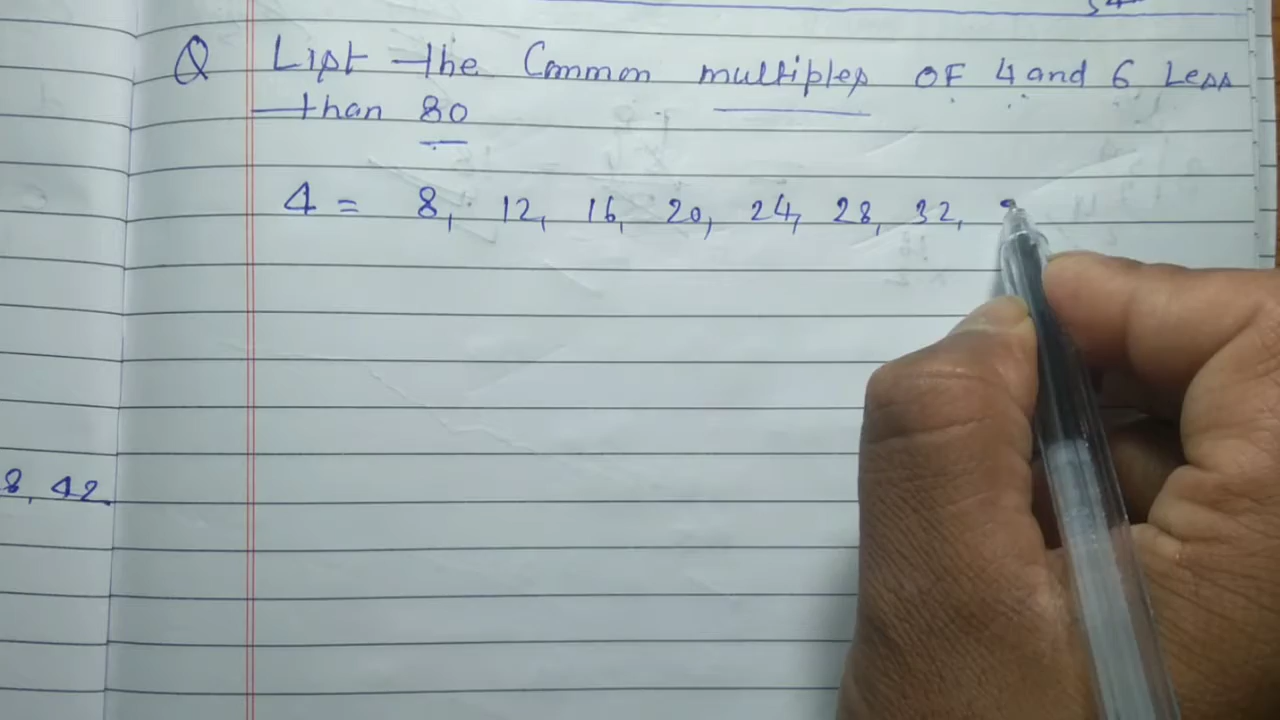 Q List the Common multiples OF 4 and 6 Less
than 80
4 = 8, 12, 16, 20, 24, 28, 32,
8, 42.